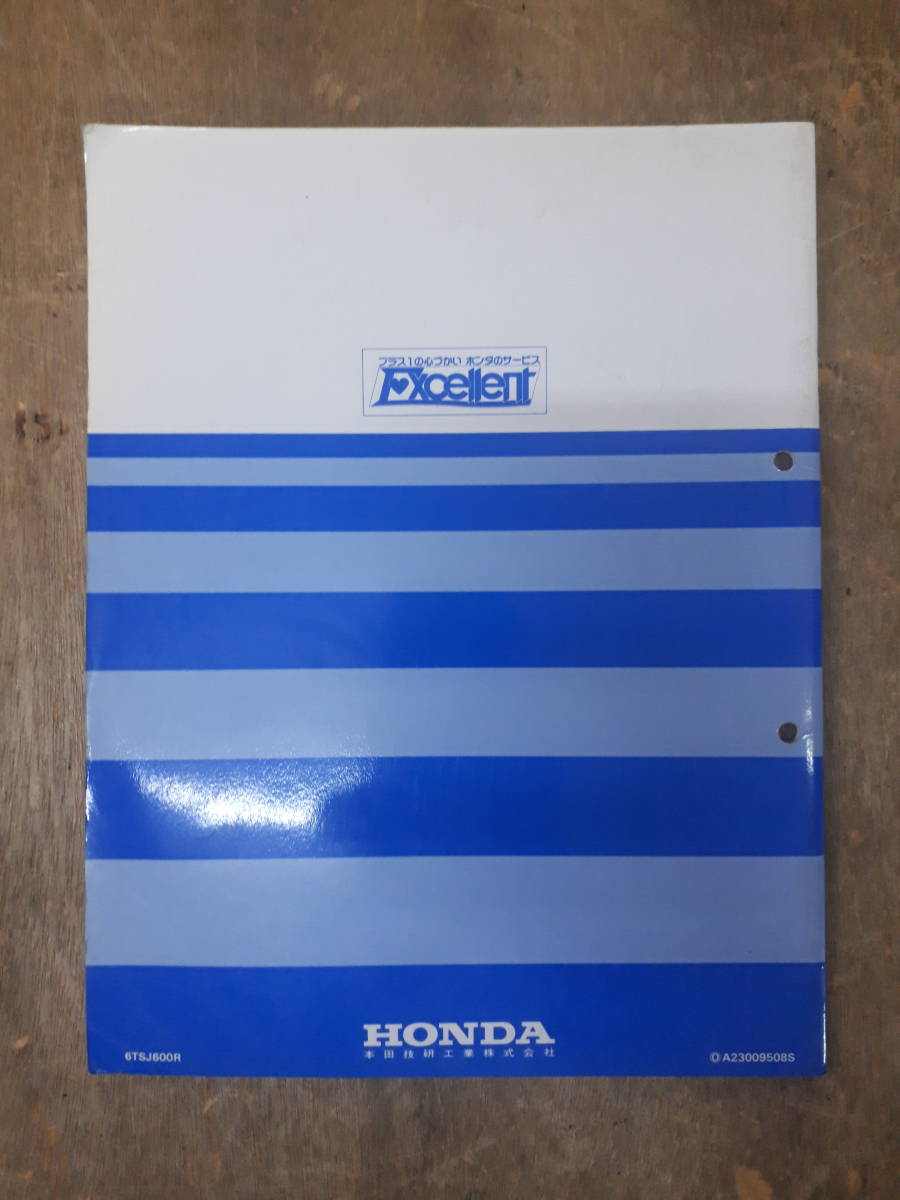 プラス1の心づかい ホンダのサービス
Excellent
HONDA
本田技研工業株式会社
6TSJ600R
ⓄA23009508S